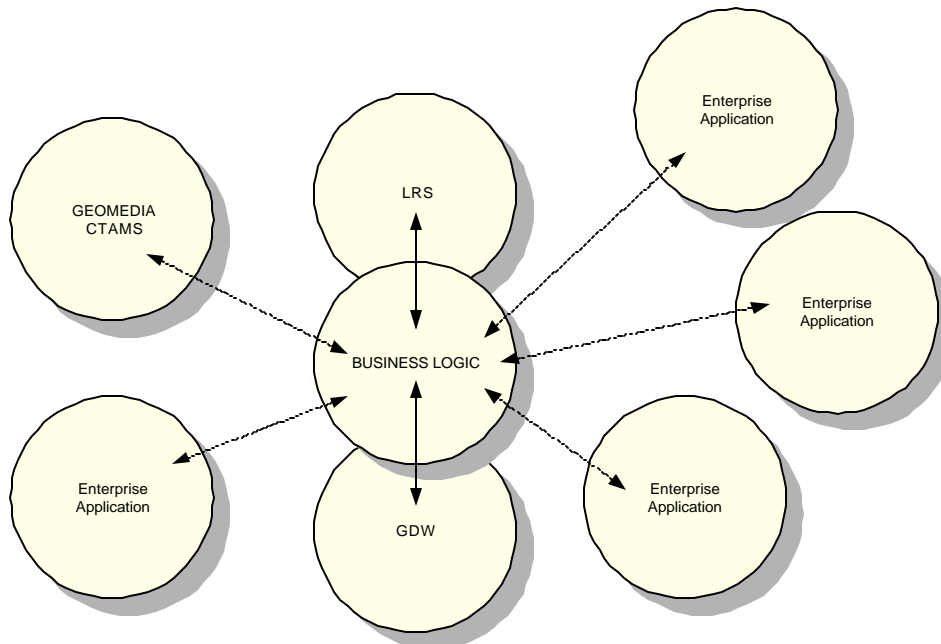 Enterprise
Application
LRS
GEOMEDIA
CTAMS
Enterprise
Application
BUSINESS LOGIC
Enterprise
Application
Enterprise
Application
GDW